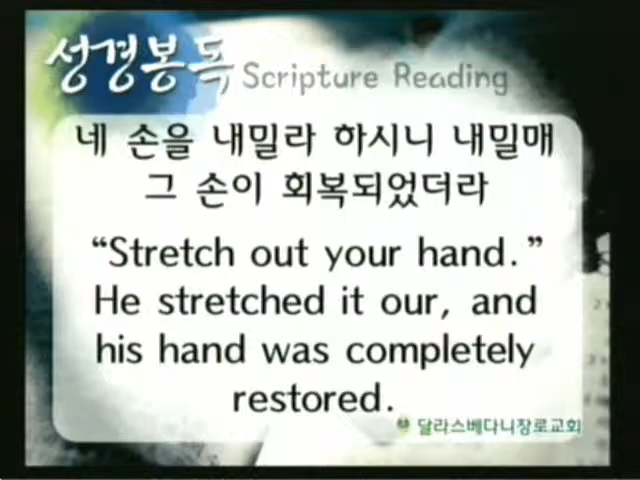 성경봉독 Scripture Reading
네 손을 내밀라 하시니 내밀매
그 손이 회복되었더라
“Stretch out your hand.”
He stretched it our, and
his hand was completely
restored.
달라스베다니장로교회